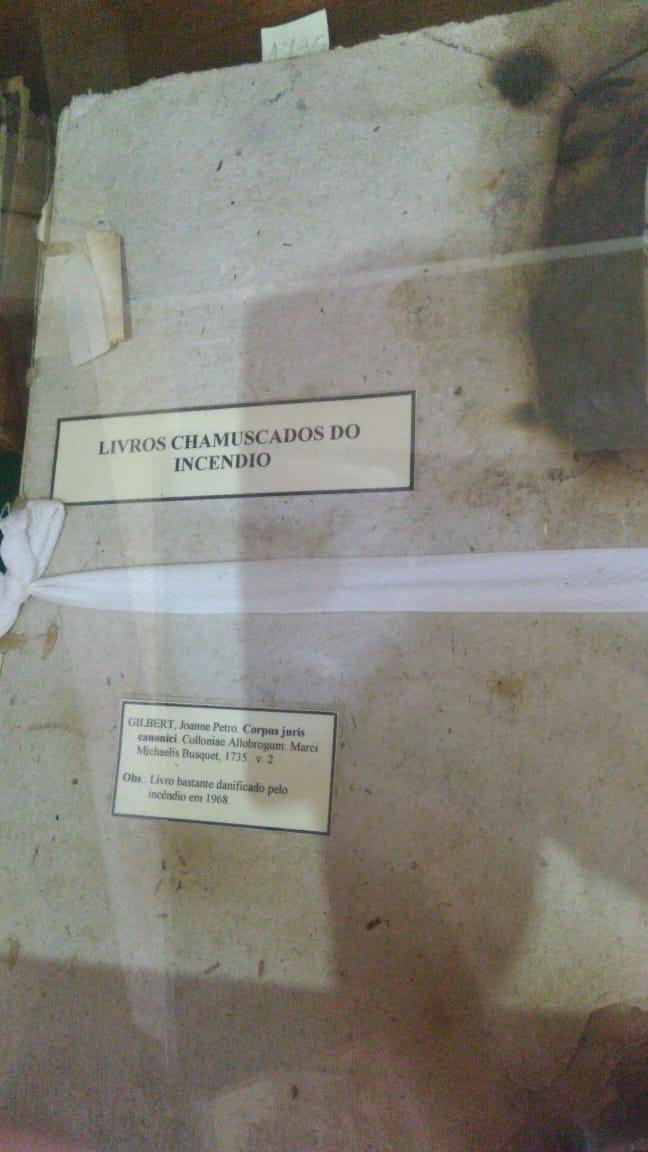 1735
LIVROS CHAMUSCADOS DO
INCENDIO
GILBERT, Joanne Petro. Corpus juris
canonici. Colloniae Allobrogum: Marci
Michaelis Busquet, 1735. v. 2
Obs.: Livro bastante danificado pelo
incêndio em 1968.